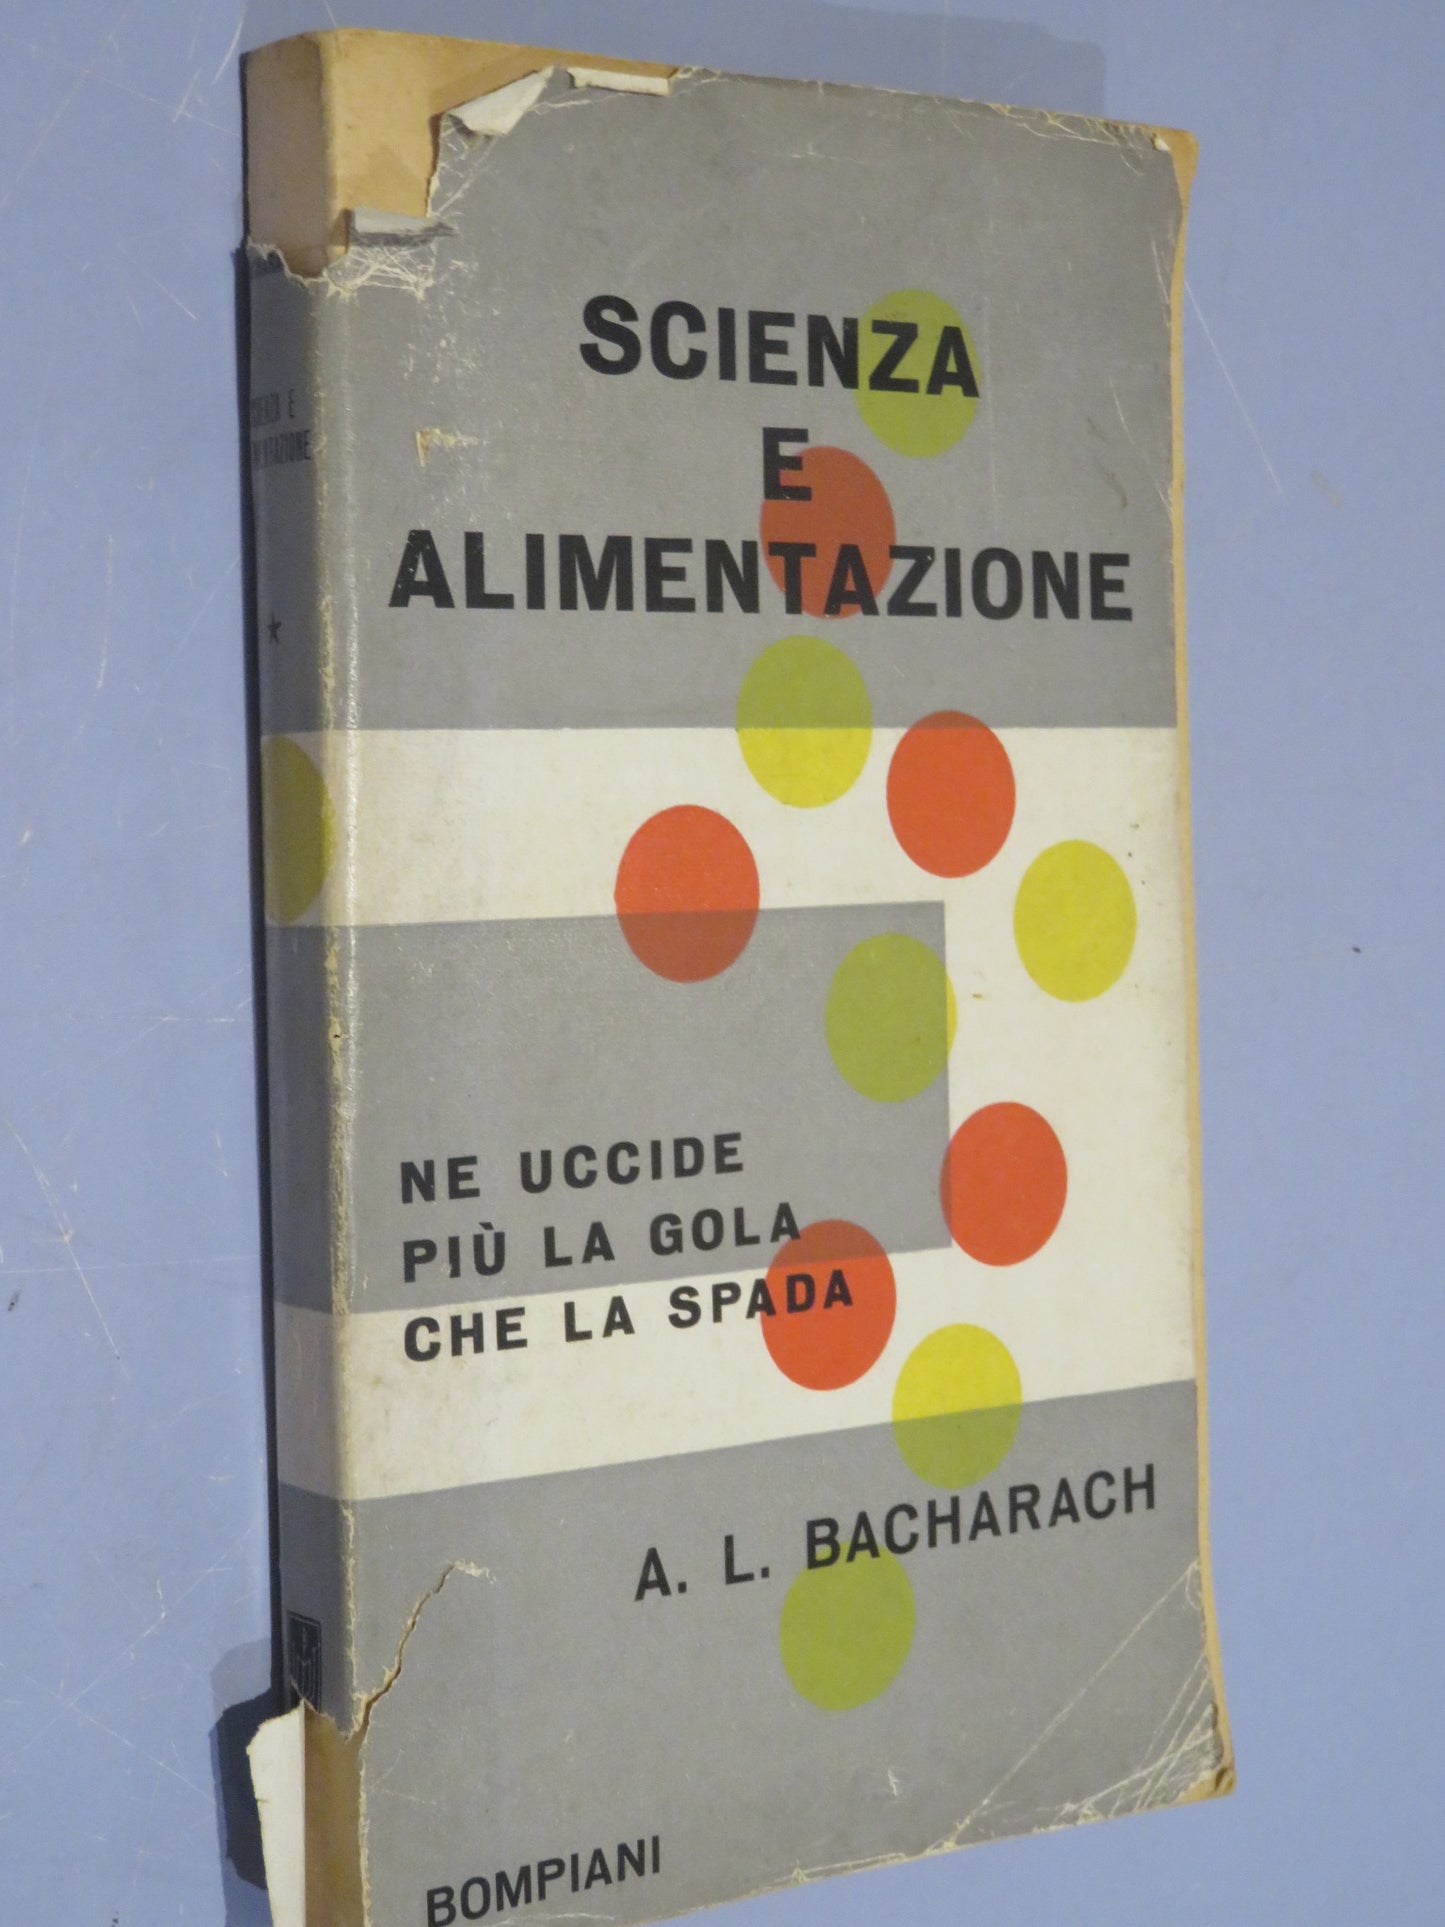 SCIENZA
E
ALIMENTAZIONE
NE UCCIDE
PIÙ LA GOLA
CHE LA SPADA
A. L. BACHARACH
BOMPIANI